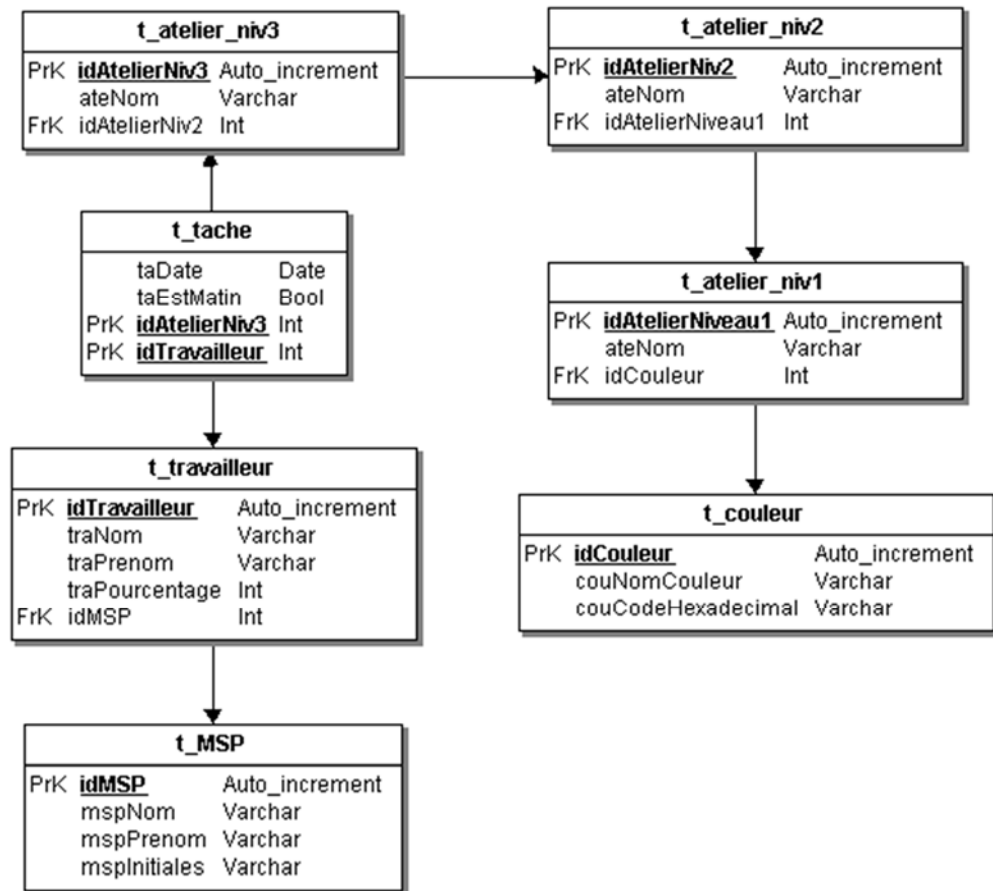 t_atelier_niv3
PrK idAtelierNiv3 Auto_increment
ateNom Varchar
FrK idAtelierNiv2 Int
t_atelier_niv2
PrK idAtelierNiv2 Auto_increment
ateNom Varchar
FrK idAtelierNiveau1 Int
t_tache
taDate Date
taEstMatin Bool
PrK idAtelierNiv3 Int
PrK idTravailleur Int
t_atelier_niv1
PrK idAtelierNiveau1 Auto_increment
ateNom Varchar
FrK idCouleur Int
t_travailleur
PrK idTravailleur Auto_increment
traNom Varchar
traPrenom Varchar
traPourcentage Int
FrK idMSP Int
t_couleur
PrK idCouleur Auto_increment
couNomCouleur Varchar
couCodeHexadecimal Varchar
t_MSP
PrK idMSP Auto_increment
mspNom Varchar
mspPrenom Varchar
mspInitiales Varchar